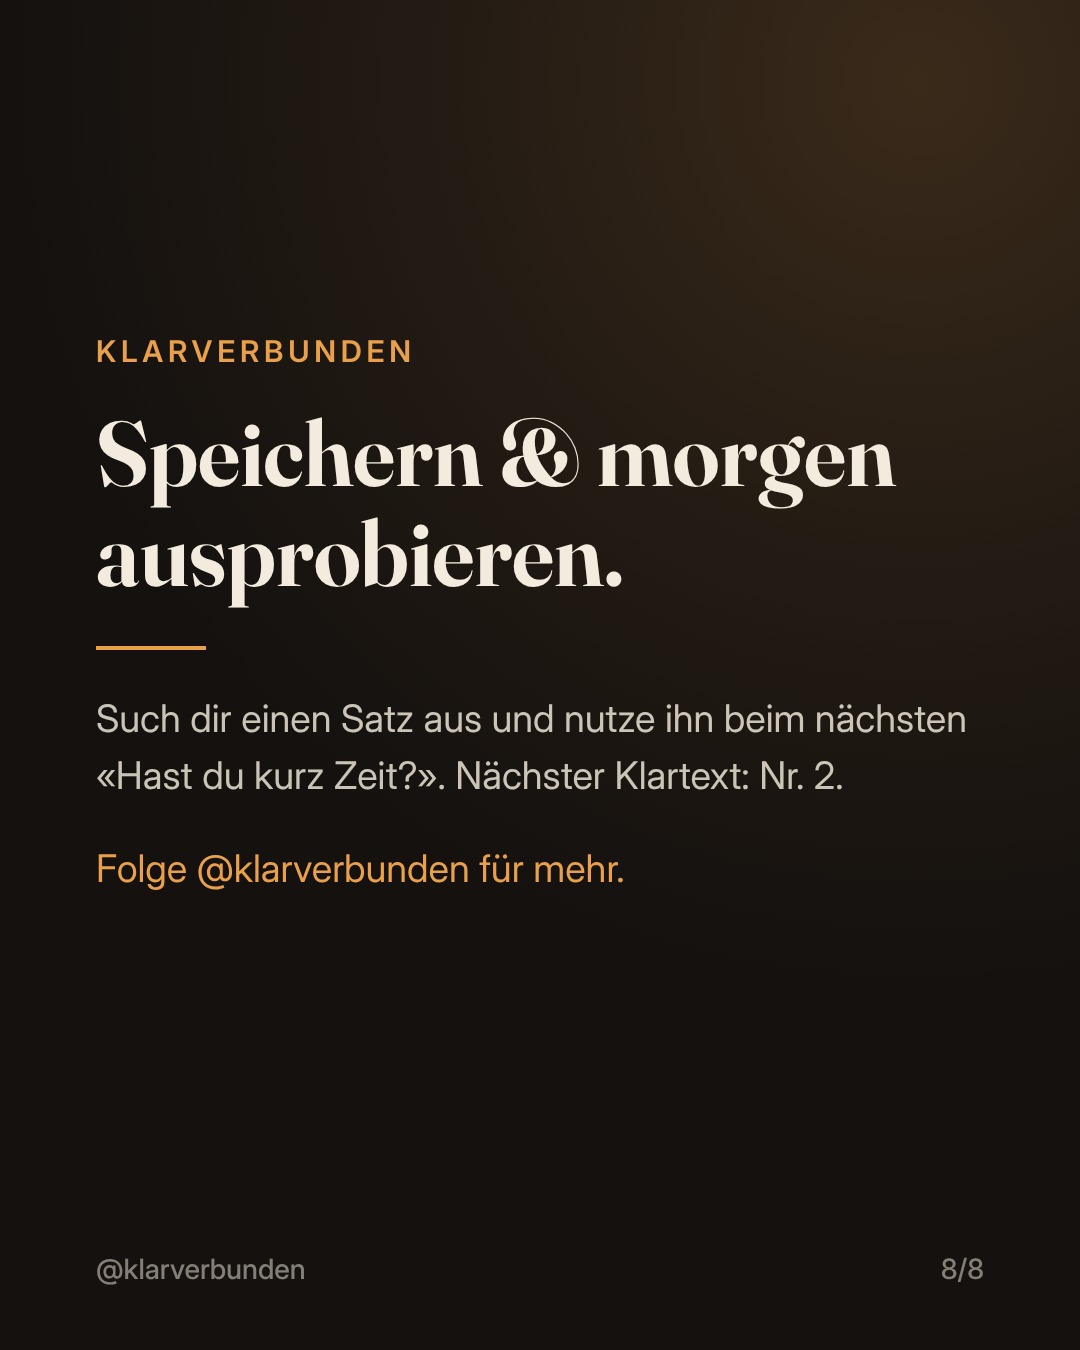 KLARVERBUNDEN
Speichern & morgen
ausprobieren.
Such dir einen Satz aus und nutze ihn beim nächsten
«Hast du kurz Zeit?». Nächster Klartext: Nr. 2.
Folge @klarverbunden für mehr.
@klarverbunden
8/8